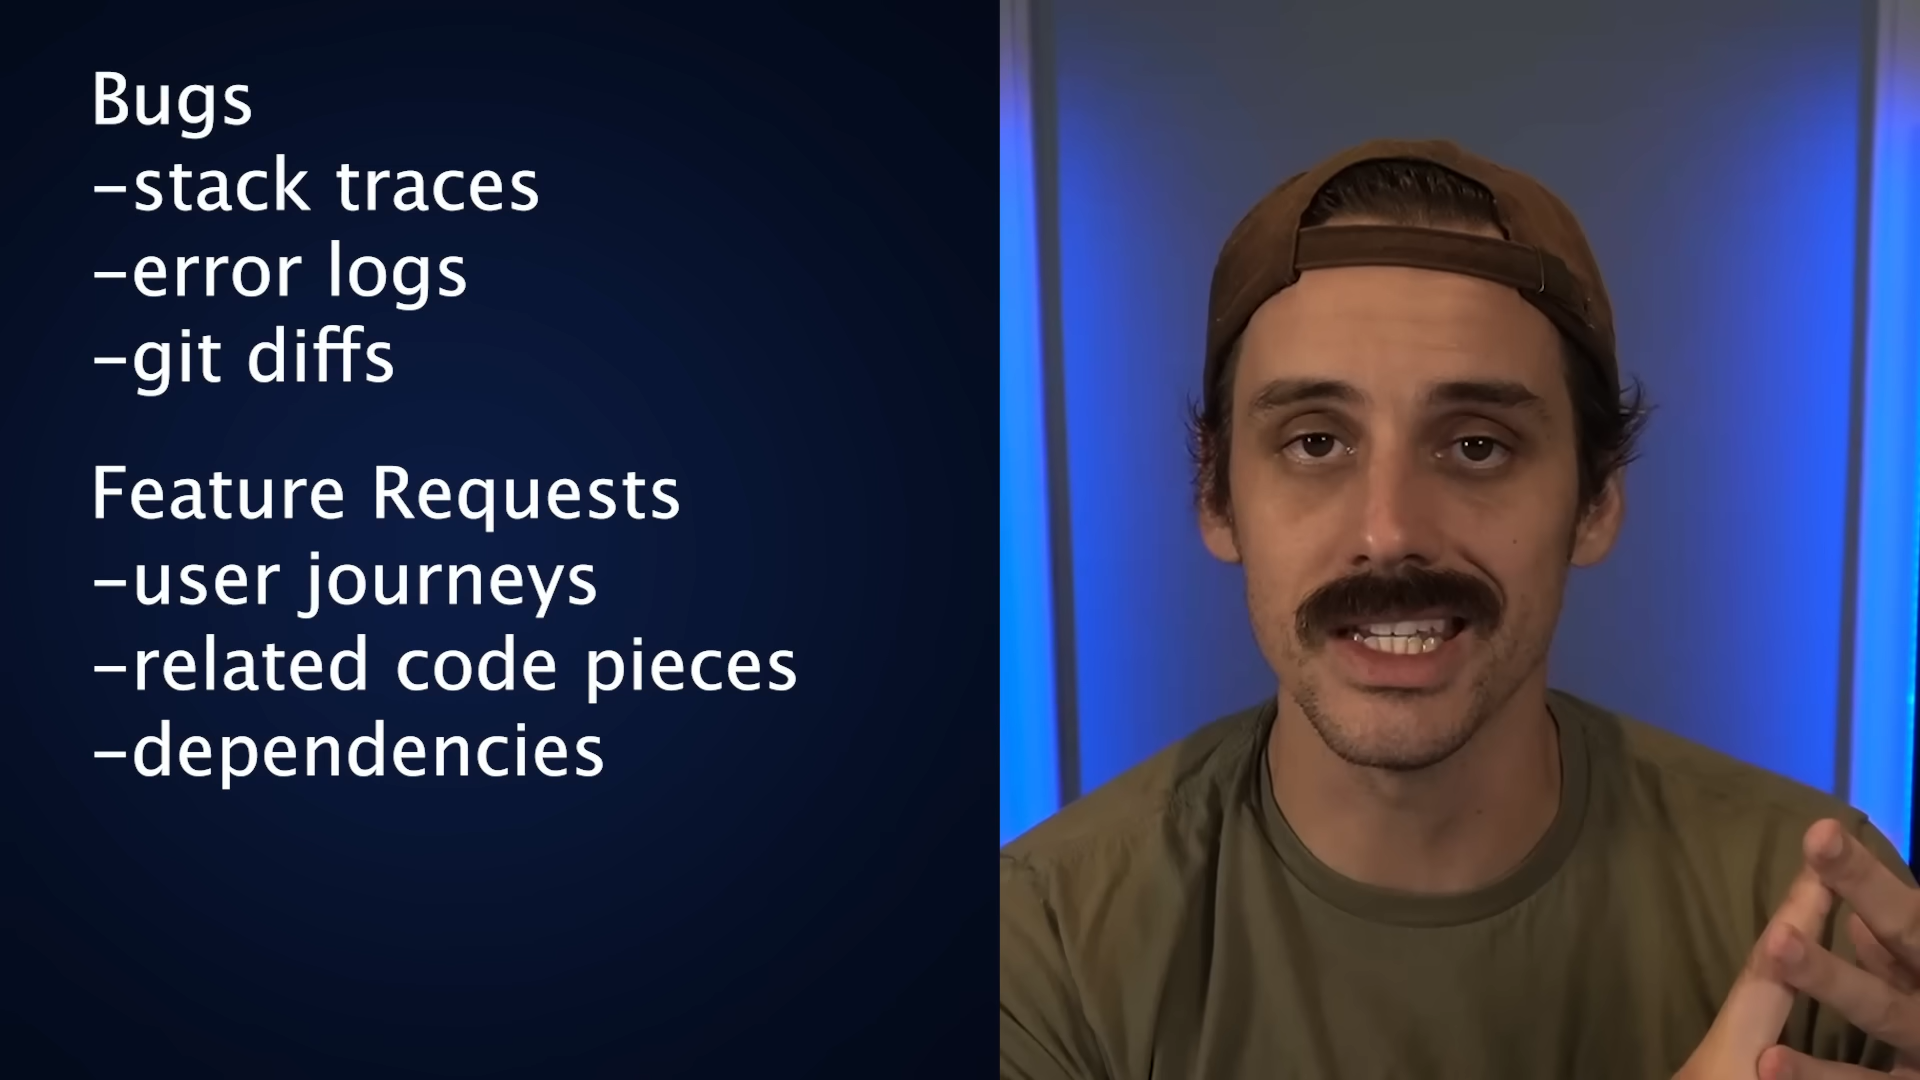 Bugs
-stack traces
-error logs
-git diffs
Feature Requests
-user journeys
-related code pieces
-dependencies